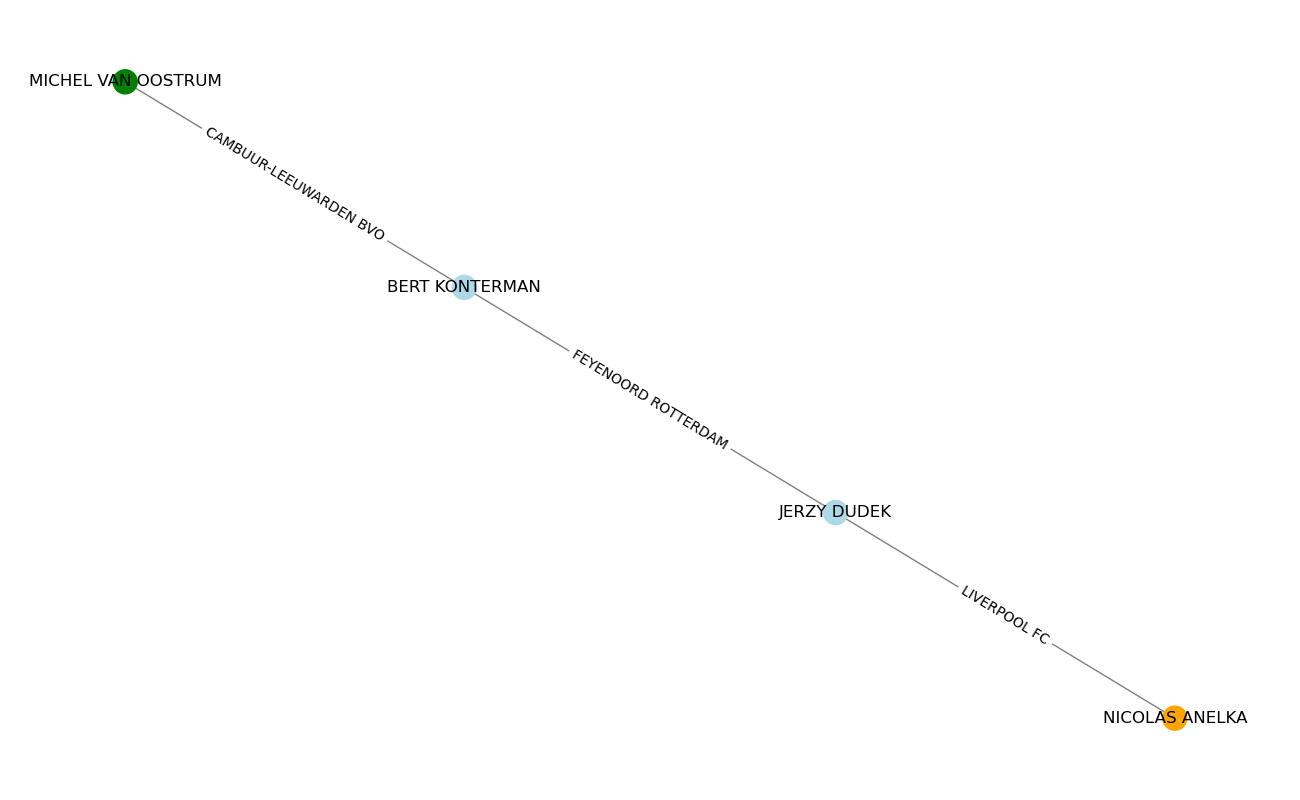 MICHEL VAN OOSTRUM
CAMBUUR-LEEUWARDEN BVO
BERT KONTERMAN
FEYENOORD ROTTERDAM
JERZY DUDEK
LIVERPOOL FC
NICOLAS ANELKA